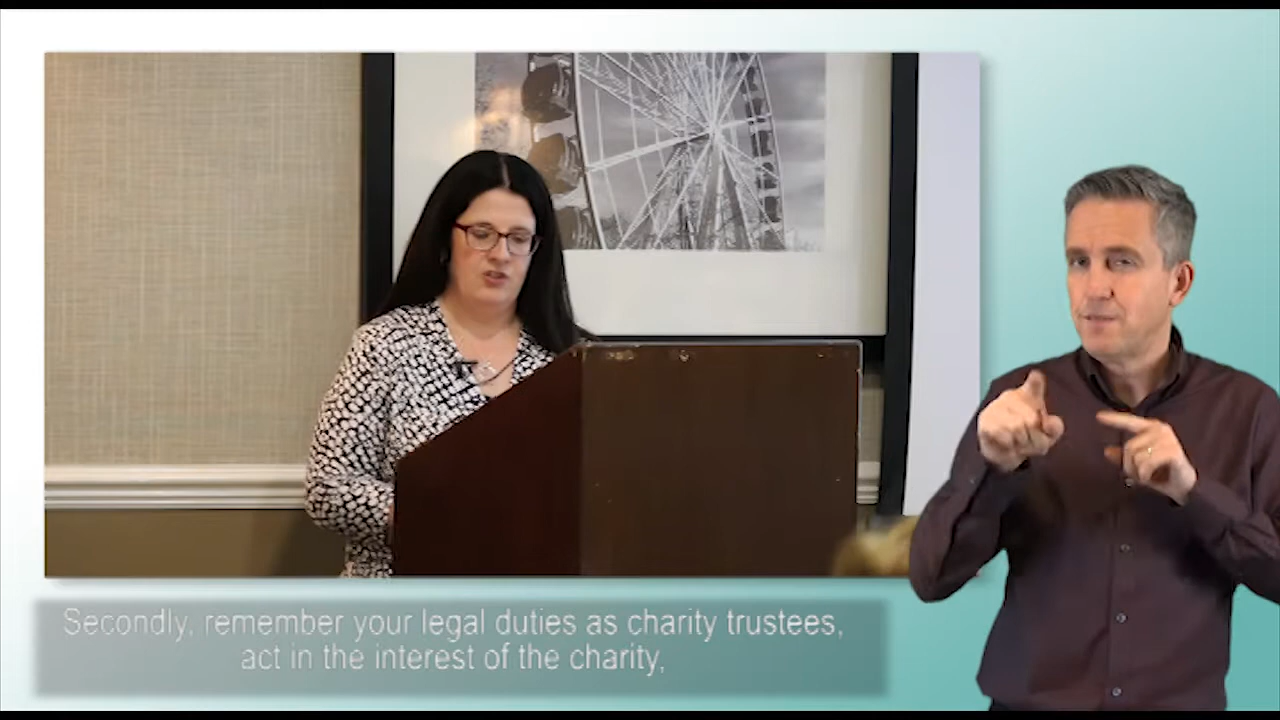 Secondly, remember your legal duties as charity trustees,
act in the interest of the charity,